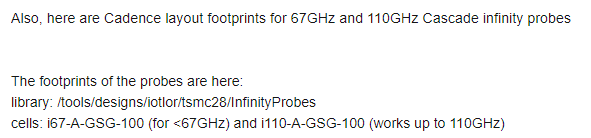 Also, here are Cadence layout footprints for 67GHz and 110GHz Cascade infinity probes
The footprints of the probes are here:
library: /tools/designs/iotlor/tsmc28/InfinityProbes
cells: i67-A-GSG-100 (for <67GHz) and i110-A-GSG-100 (works up to 110GHz)